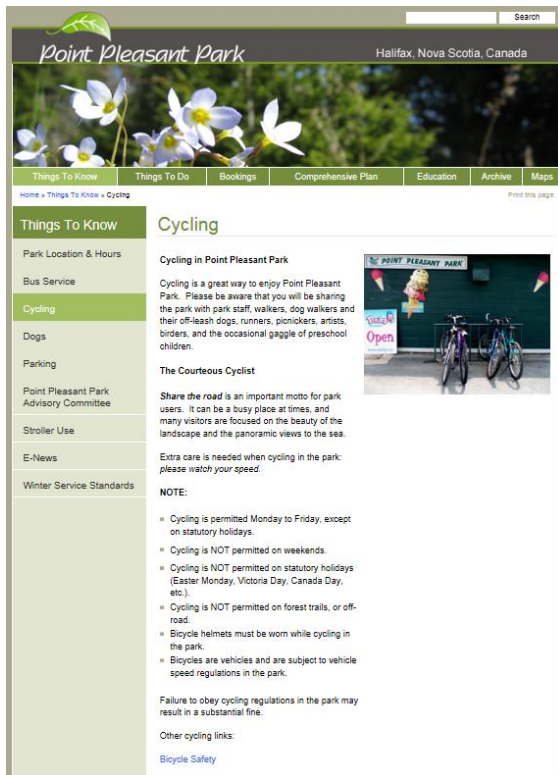 Search
Point Pleasant Park
Halifax, Nova Scotia, Canada
Things To Know
Things To Do
Bookings
Comprehensive Plan
Education
Archive
Maps
Home » Things To Know » Cycling
Print this page
Things To Know
Park Location & Hours
Bus Service
Cycling
Dogs
Parking
Point Pleasant Park
Advisory Committee
Stroller Use
E-News
Winter Service Standards
Cycling
Cycling in Point Pleasant Park
Cycling is a great way to enjoy Point Pleasant
Park. Please be aware that you will be sharing
the park with park staff, walkers, dog walkers and
their off-leash dogs, runners, picnickers, artists,
birders, and the occasional gaggle of preschool
children.
The Courteous Cyclist
Share the road is an important motto for park
users. It can be a busy place at times, and
many visitors are focused on the beauty of the
landscape and the panoramic views to the sea.
Extra care is needed when cycling in the park:
please watch your speed.
NOTE:
Cycling is permitted Monday to Friday, except
on statutory holidays.
Cycling is NOT permitted on weekends.
Cycling is NOT permitted on statutory holidays
(Easter Monday, Victoria Day, Canada Day,
etc.).
Cycling is NOT permitted on forest trails, or off-
road.
Bicycle helmets must be worn while cycling in
the park.
Bicycles are vehicles and are subject to vehicle
speed regulations in the park.
Failure to obey cycling regulations in the park may
result in a substantial fine.
Other cycling links:
Bicycle Safety
POINT PLEASANT PARK
Open